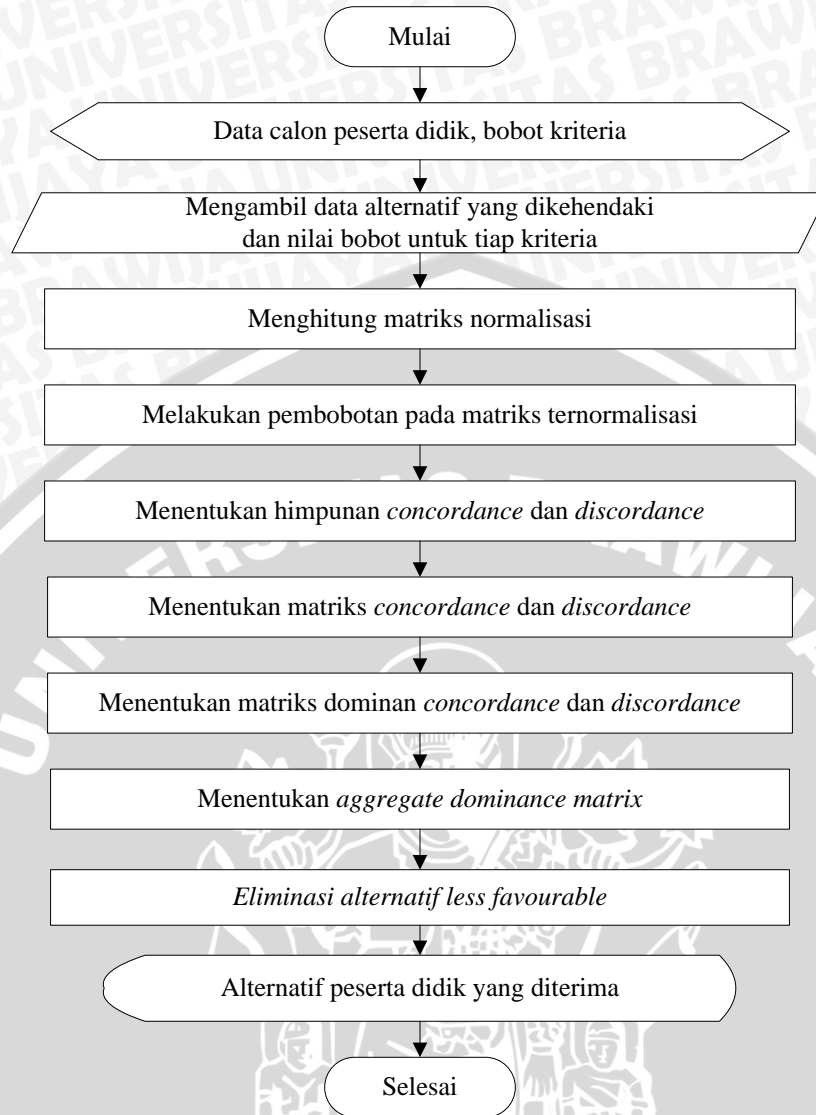 Mulai
Data calon peserta didik, bobot kriteria
Mengambil data alternatif yang dikehendaki
dan nilai bobot untuk tiap kriteria
Menghitung matriks normalisasi
Melakukan pembobotan pada matriks ternormalisasi
Menentukan himpunan concordance dan discordance
Menentukan matriks concordance dan discordance
Menentukan matriks dominan concordance dan discordance
Menentukan aggregate dominance matrix
Eliminasi alternatif less favourable
Alternatif peserta didik yang diterima
Selesai